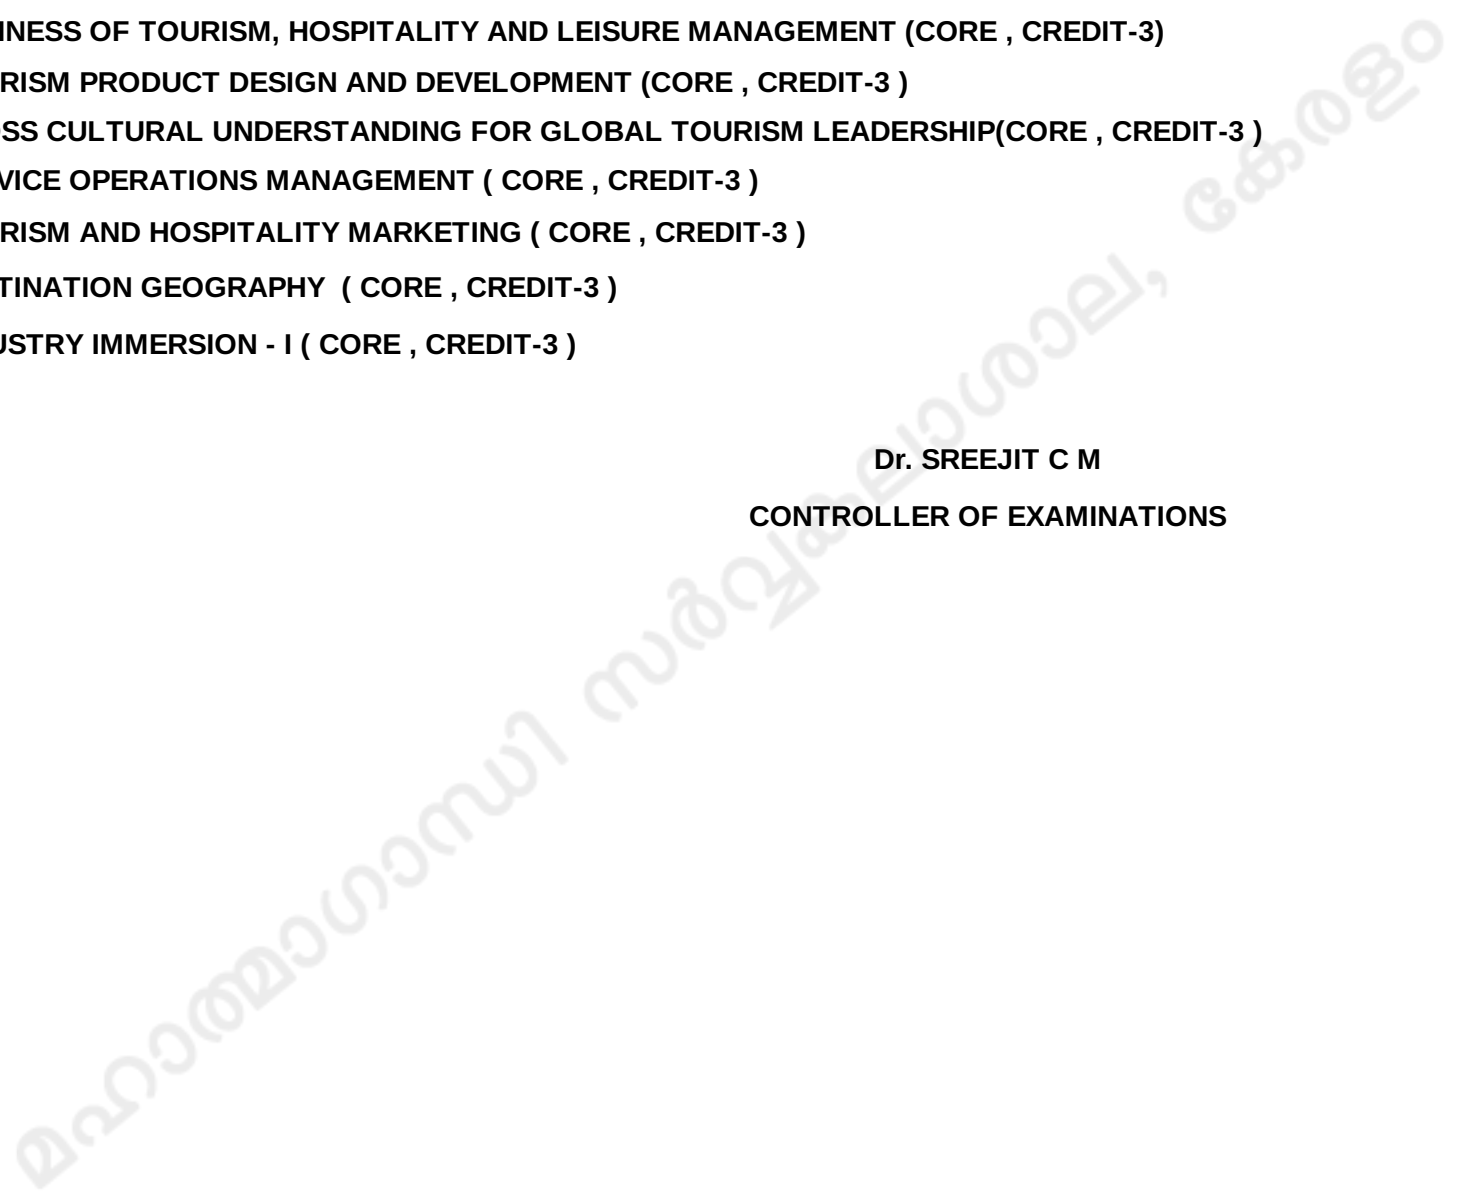 INESS OF TOURISM, HOSPITALITY AND LEISURE MANAGEMENT (CORE , CREDIT-3)
RISM PRODUCT DESIGN AND DEVELOPMENT (CORE , CREDIT-3 )
SS CULTURAL UNDERSTANDING FOR GLOBAL TOURISM LEADERSHIP(CORE , CREDIT-3 )
VICE OPERATIONS MANAGEMENT ( CORE , CREDIT-3 )
RISM AND HOSPITALITY MARKETING ( CORE , CREDIT-3 )
TINATION GEOGRAPHY ( CORE , CREDIT-3 )
USTRY IMMERSION - I ( CORE , CREDIT-3 )
Dr. SREEJIT C M
CONTROLLER OF EXAMINATIONS
മഹാത്മാഗാന്ധി സർവ്വകലാശാല, കേരളം